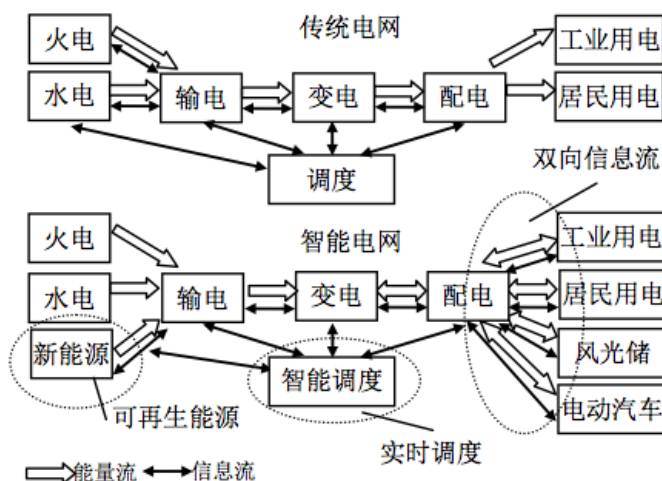 传统电网
火电
工业用电
水电
输电
变电
配电
居民用电
调度
双向信息流
火电
智能电网
工业用电
水电
输电
变电
配电
居民用电
新能源
智能调度
风光储
可再生能源
电动汽车
实时调度
能量流
信息流